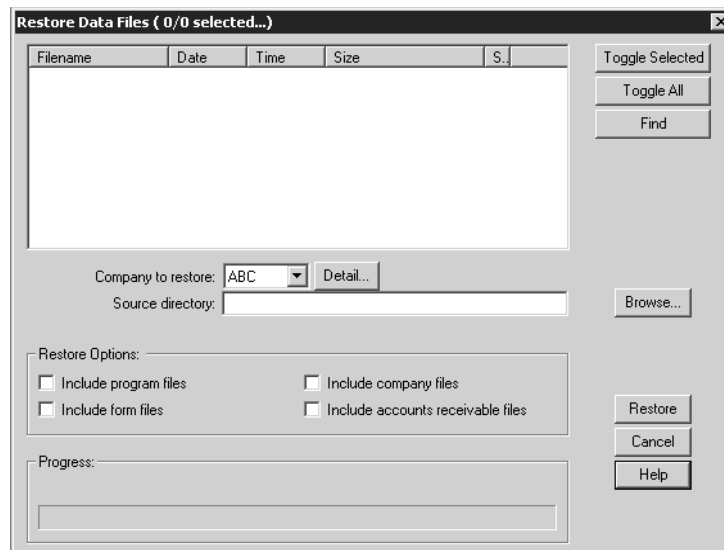 Restore Data Files ( 0/0 selected...)
Filename Date Time Size S..
Toggle Selected
Toggle All
Find
Company to restore: ABC Detail...
Source directory: Browse...
Restore Options:
Include program files Include company files
Include form files Include accounts receivable files
Restore
Cancel
Progress:
Help